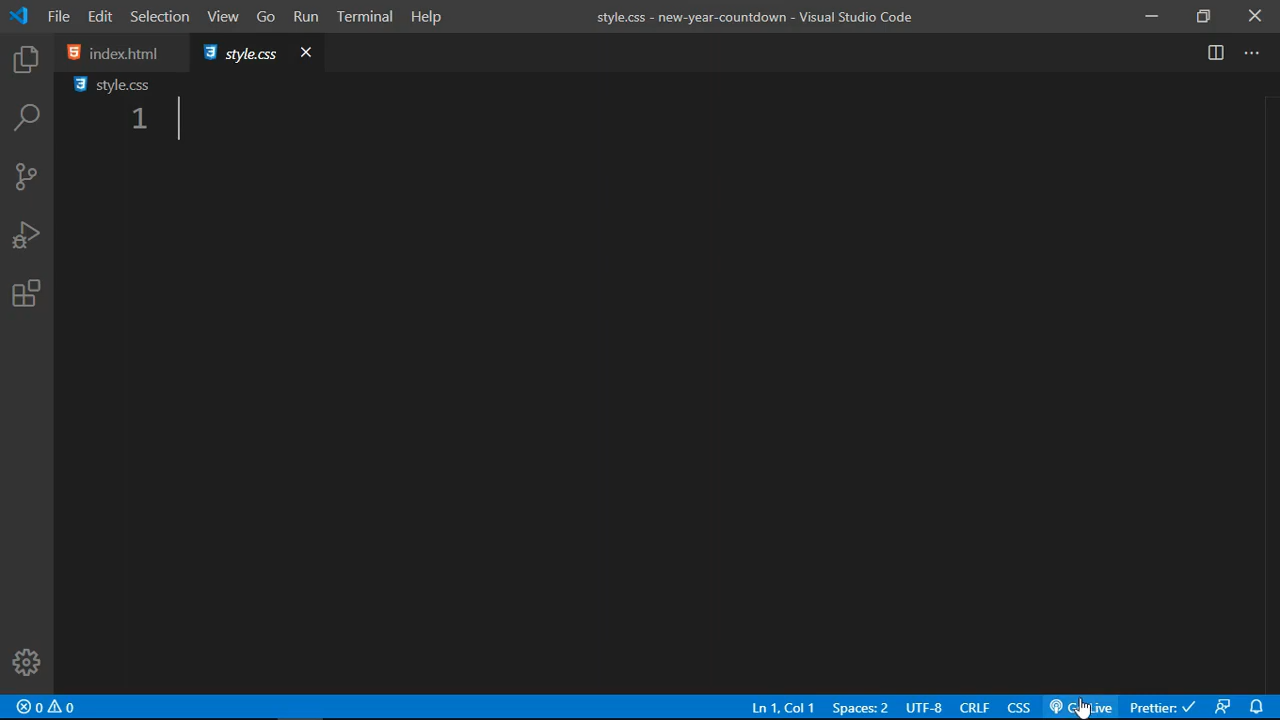 File Edit Selection View Go Run Terminal Help style.css - new-year-countdown - Visual Studio Code
index.html style.css
style.css
1
0 0 Ln 1, Col 1 Spaces: 2 UTF-8 CRLF CSS Live Prettier: